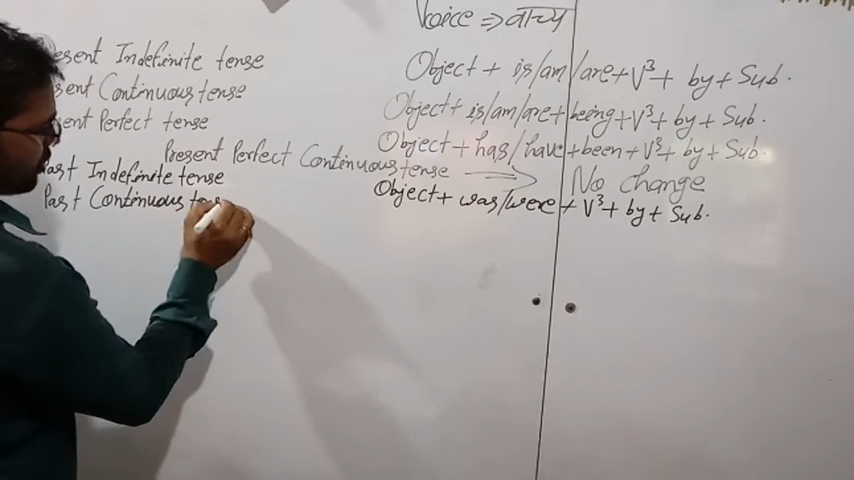 Voice ⇒ वाच्य
esent Indefinite tense
Object + is/am/are + V³ + by + Sub.
sent Continuous tense
Object + is/am/are + being + V³ + by + Sub.
sent Perfect tense
Object + has/have + been + V³ + by + Sub.
Present Perfect Continuous tense ⇒ No change
ast Indefinite tense
Object + was/were + V³ + by + Sub.
Past Continuous tens